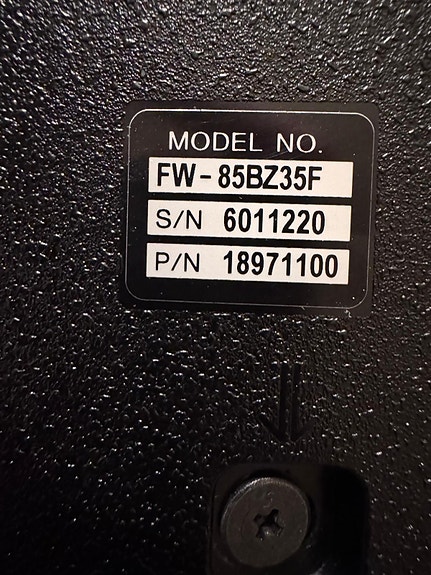 MODEL NO.
FW-85BZ35F
S/N 6011220
P/N 18971100